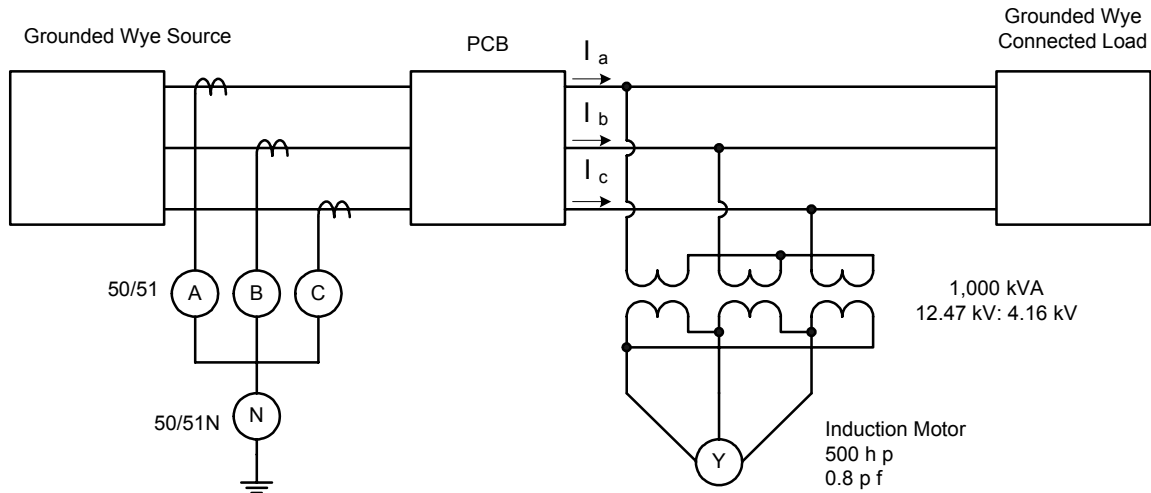 Grounded Wye Source
PCB
Grounded Wye
Connected Load
I a
I b
I c
50/51
A
B
C
1,000 kVA
12.47 kV: 4.16 kV
50/51N
N
Induction Motor
500 h p
0.8 p f
Y